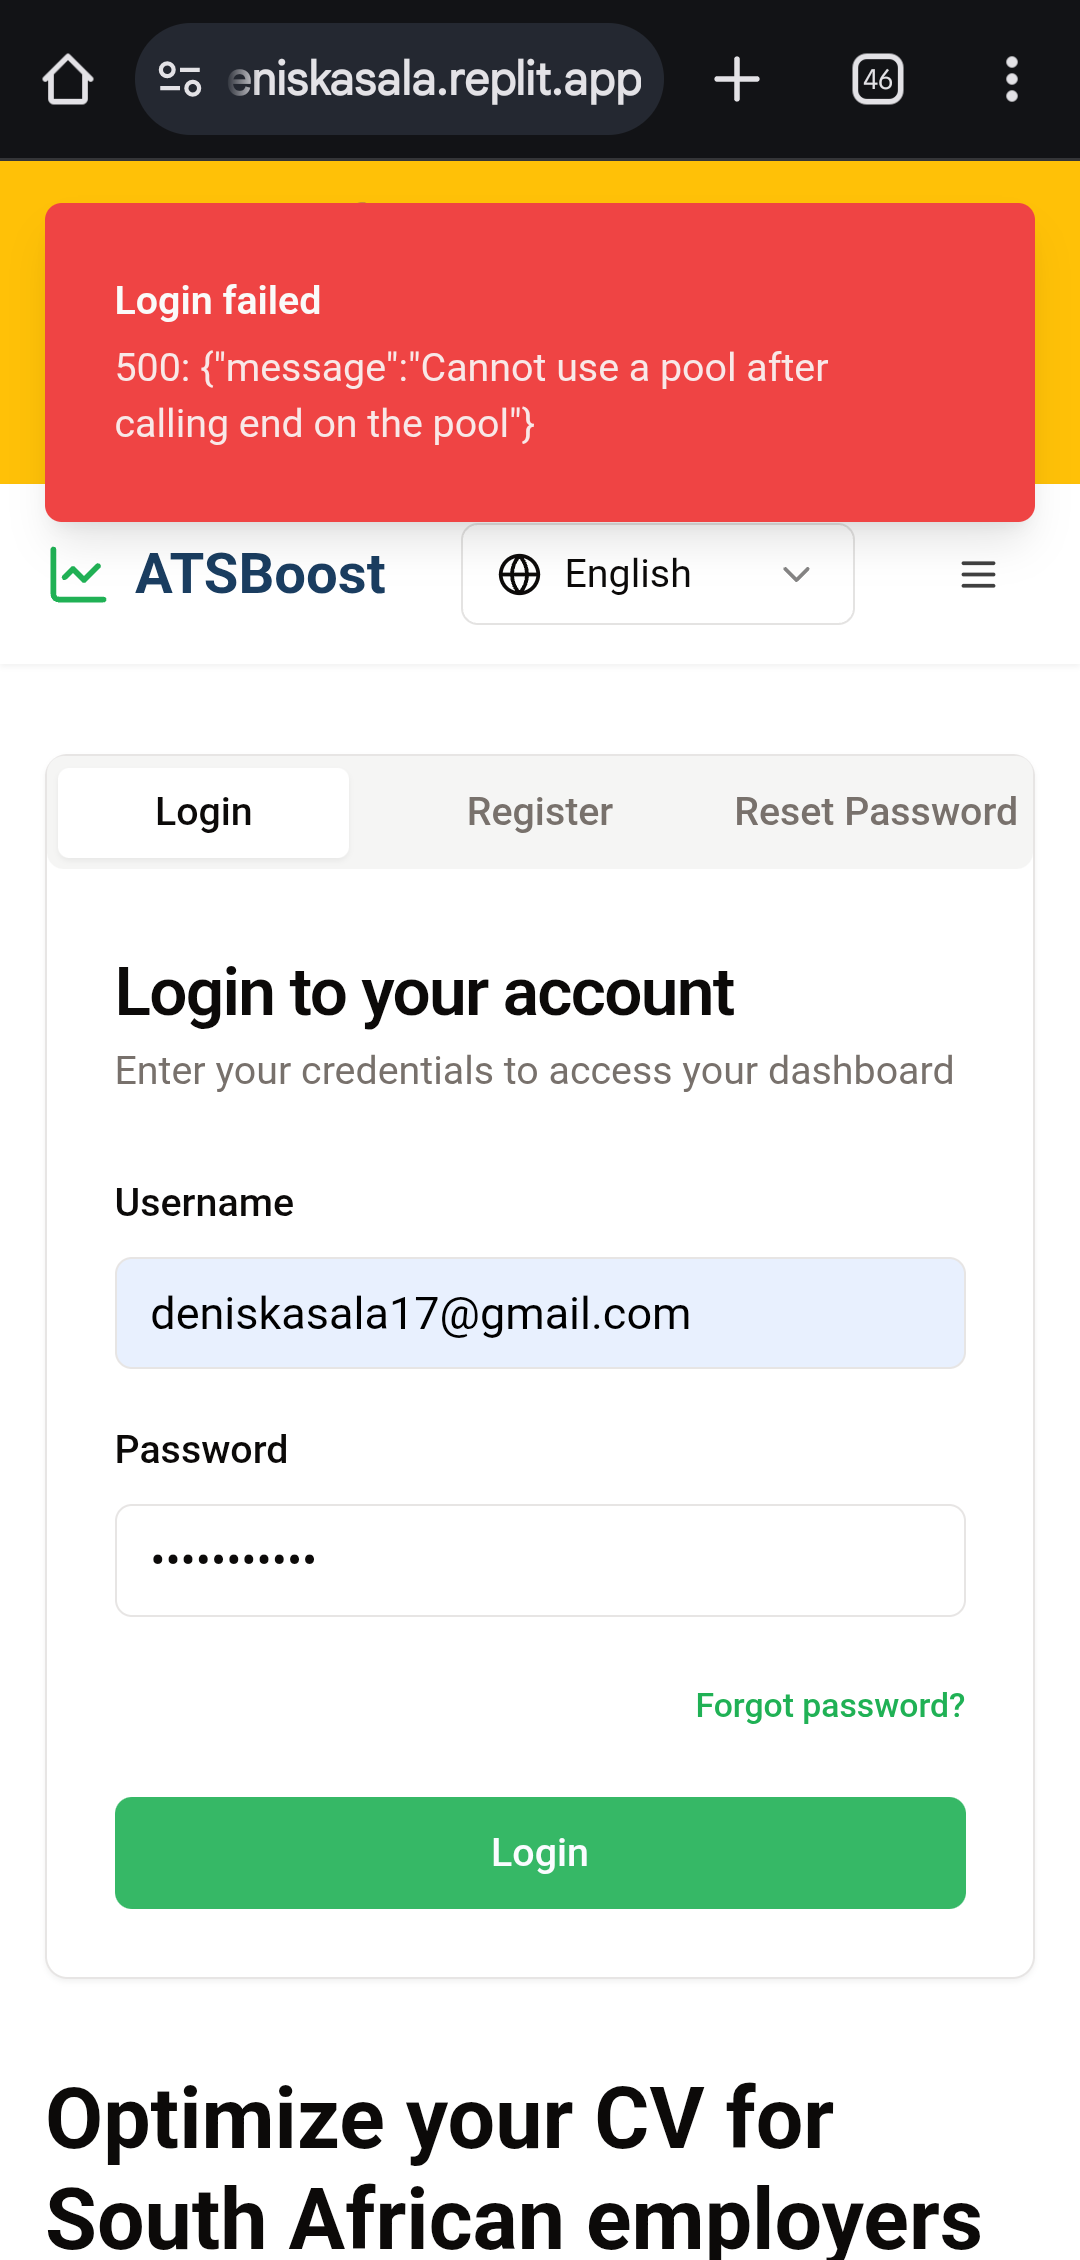 eniskasala.replit.app
46
Login failed
500: {"message":"Cannot use a pool after
calling end on the pool"}
ATSBoost
English
Login
Register
Reset Password
Login to your account
Enter your credentials to access your dashboard
Username
deniskasala17@gmail.com
Password
•••••••••••
Forgot password?
Login
Optimize your CV for
South African employers